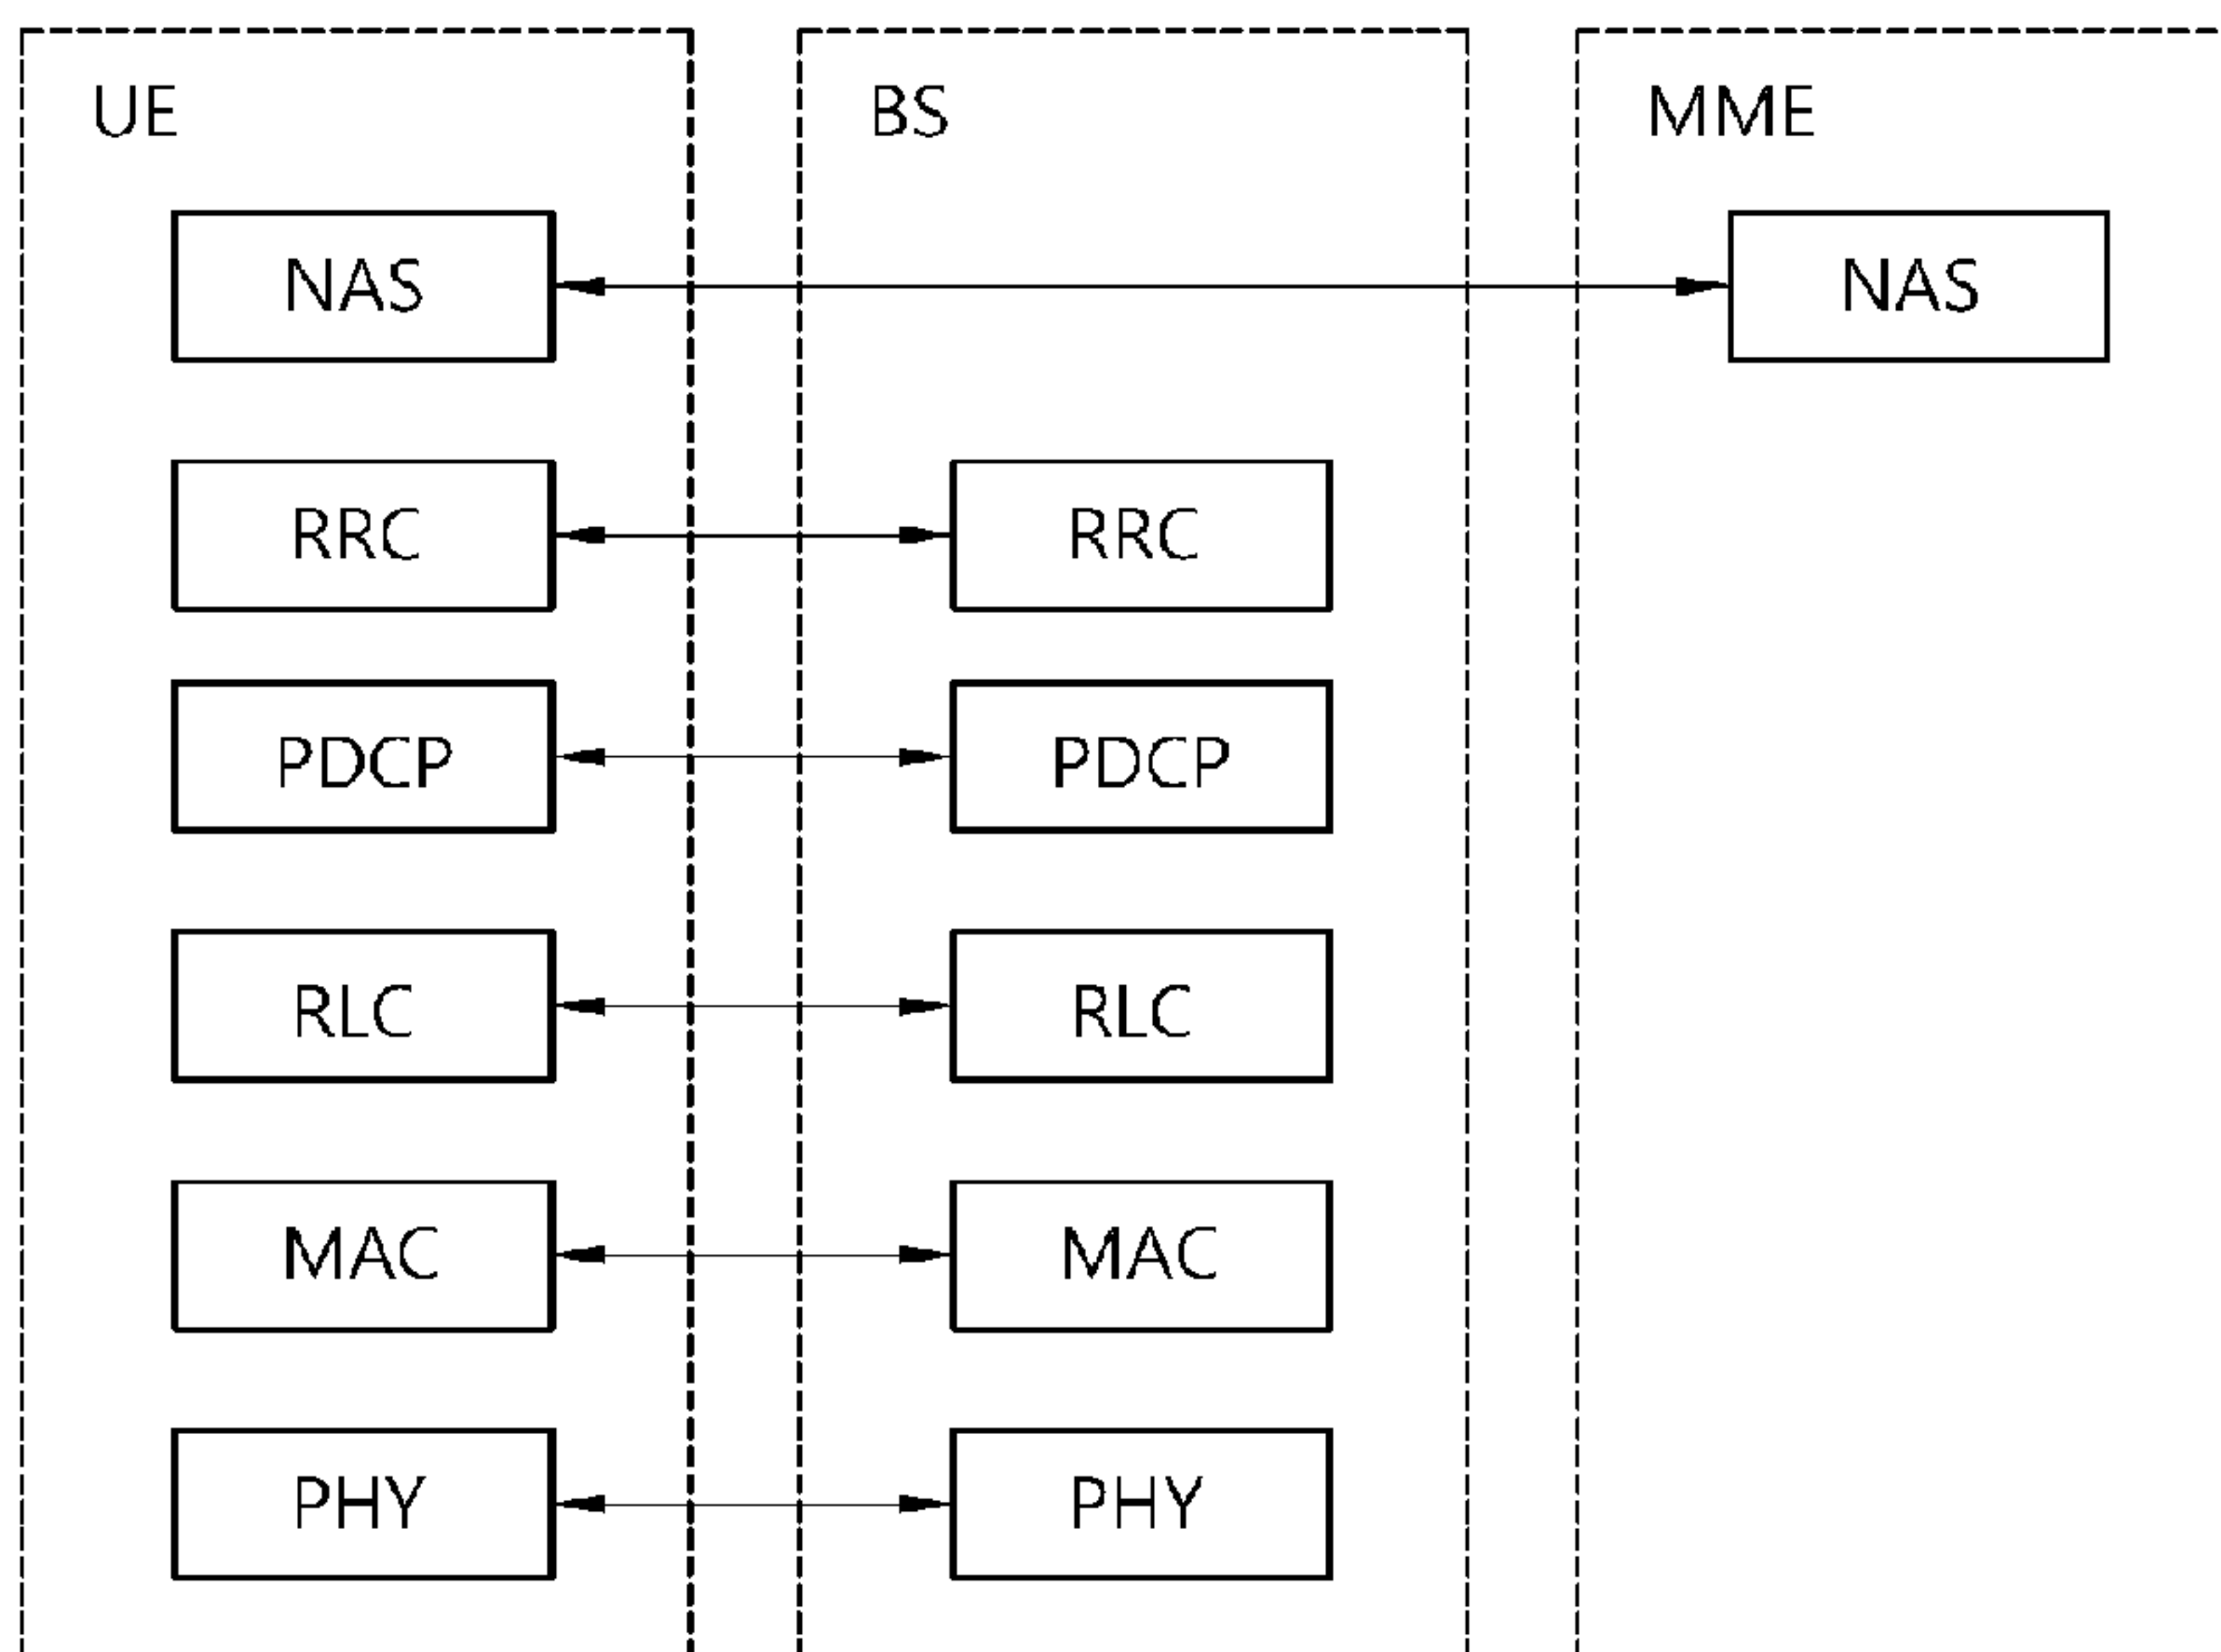 UE
BS
MME
NAS
NAS
RRC
RRC
PDCP
PDCP
RLC
RLC
MAC
MAC
PHY
PHY